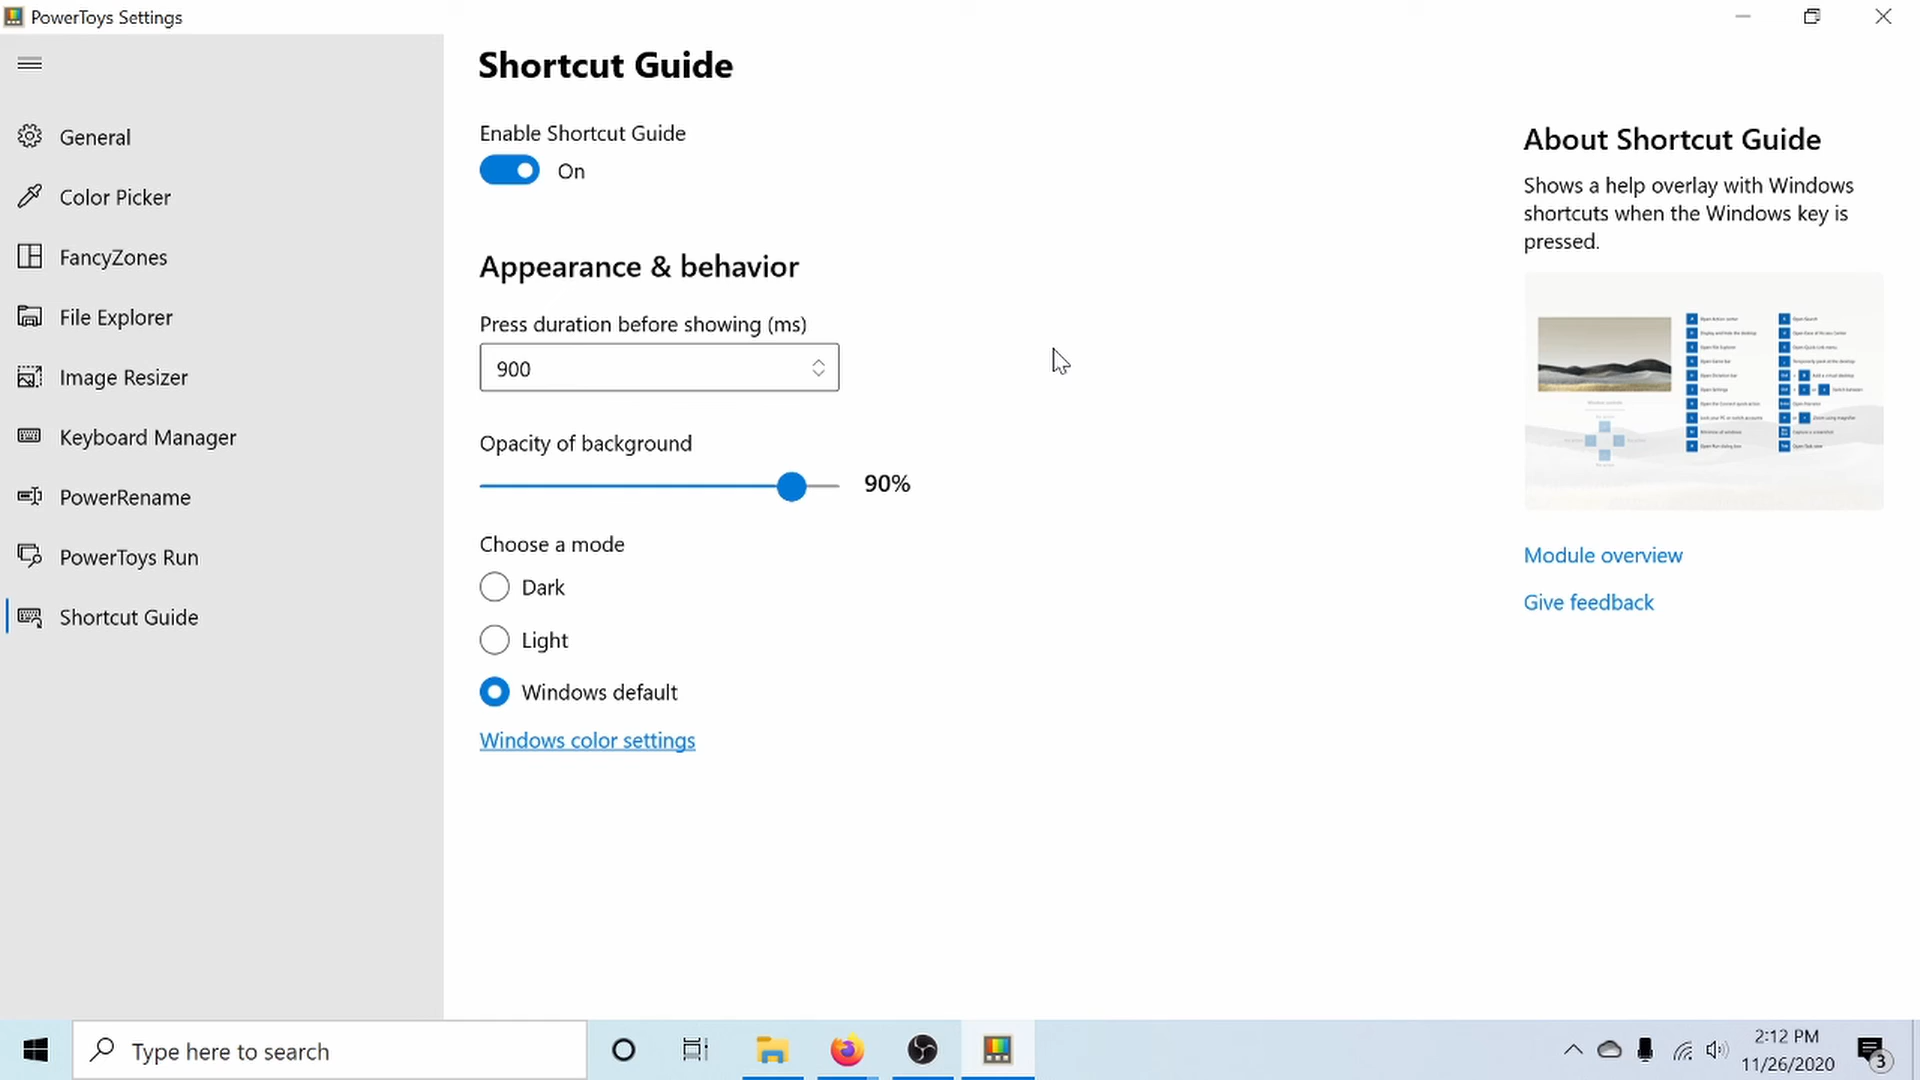 PowerToys Settings
General
Color Picker
FancyZones
File Explorer
Image Resizer
Keyboard Manager
PowerRename
PowerToys Run
Shortcut Guide
Shortcut Guide
Enable Shortcut Guide
On
Appearance & behavior
Press duration before showing (ms)
900
Opacity of background
90%
Choose a mode
Dark
Light
Windows default
Windows color settings
About Shortcut Guide
Shows a help overlay with Windows
shortcuts when the Windows key is
pressed.
Module overview
Give feedback
Type here to search
2:12 PM
11/26/2020
3